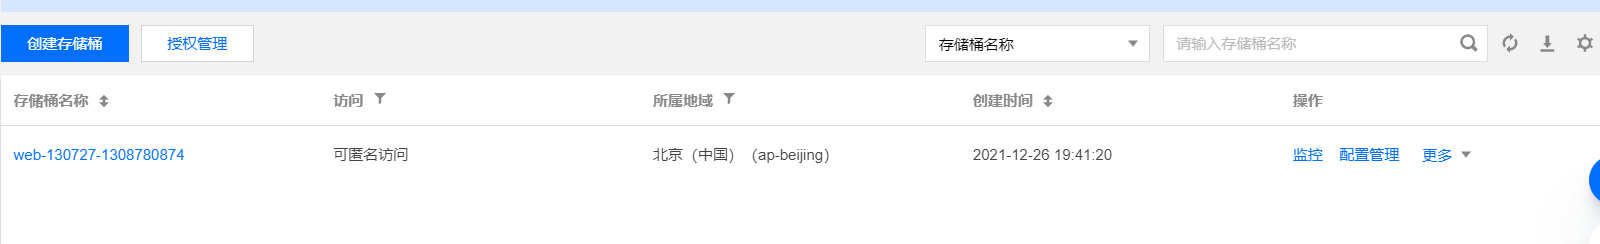 创建存储桶 授权管理 存储桶名称 请输入存储桶名称
存储桶名称 访问 所属地域 创建时间 操作
web-130727-1308780874 可匿名访问 北京（中国）（ap-beijing） 2021-12-26 19:41:20 监控 配置管理 更多